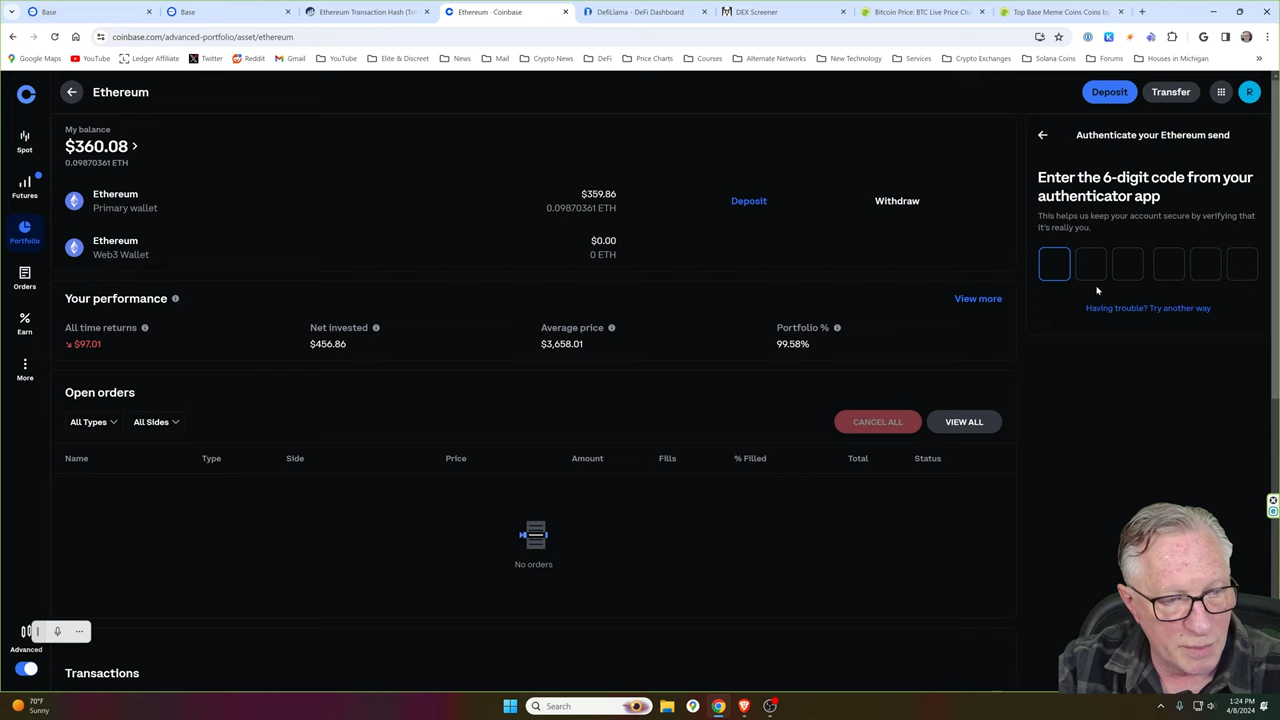 Base
Base
Ethereum Transaction Hash (Txh
Ethereum - Coinbase
DefiLlama - DeFi Dashboard
DEX Screener
Bitcoin Price: BTC Live Price Cha
Top Base Meme Coins Coins by
coinbase.com/advanced-portfolio/asset/ethereum
Google Maps
YouTube
Ledger Affiliate
Twitter
Reddit
Gmail
YouTube
Elite & Discreet
News
Mail
Crypto News
DeFi
Price Charts
Courses
Alternate Networks
New Technology
Services
Crypto Exchanges
Solana Coins
Forums
Houses in Michigan
Ethereum
Deposit
Transfer
R
Spot
Futures
Portfolio
Orders
Earn
More
Advanced
My balance
$360.08
0.09870361 ETH
Ethereum
Primary wallet
$359.86
0.09870361 ETH
Deposit
Withdraw
Ethereum
Web3 Wallet
$0.00
0 ETH
Your performance
View more
All time returns
Net invested
Average price
Portfolio %
$97.01
$456.86
$3,658.01
99.58%
Open orders
All Types
All Sides
CANCEL ALL
VIEW ALL
Name
Type
Side
Price
Amount
Fills
% Filled
Total
Status
No orders
Transactions
Authenticate your Ethereum send
Enter the 6-digit code from your
authenticator app
This helps us keep your account secure by verifying that
it's really you.
Having trouble? Try another way
70°F
Sunny
Search
1:24 PM
4/8/2024